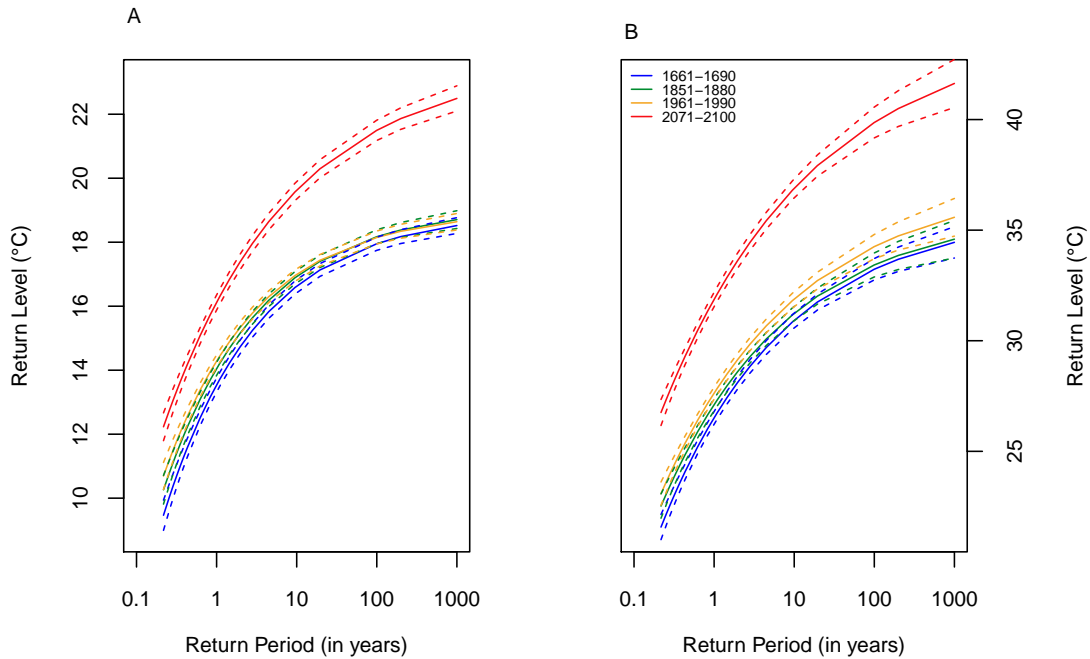 A
Return Level (°C)
22
20
18
16
14
12
10
0.1 1 10 100 1000
Return Period (in years)
B
1661−1690
1851−1880
1961−1990
2071−2100
40
35
30
25
Return Level (°C)
0.1 1 10 100 1000
Return Period (in years)